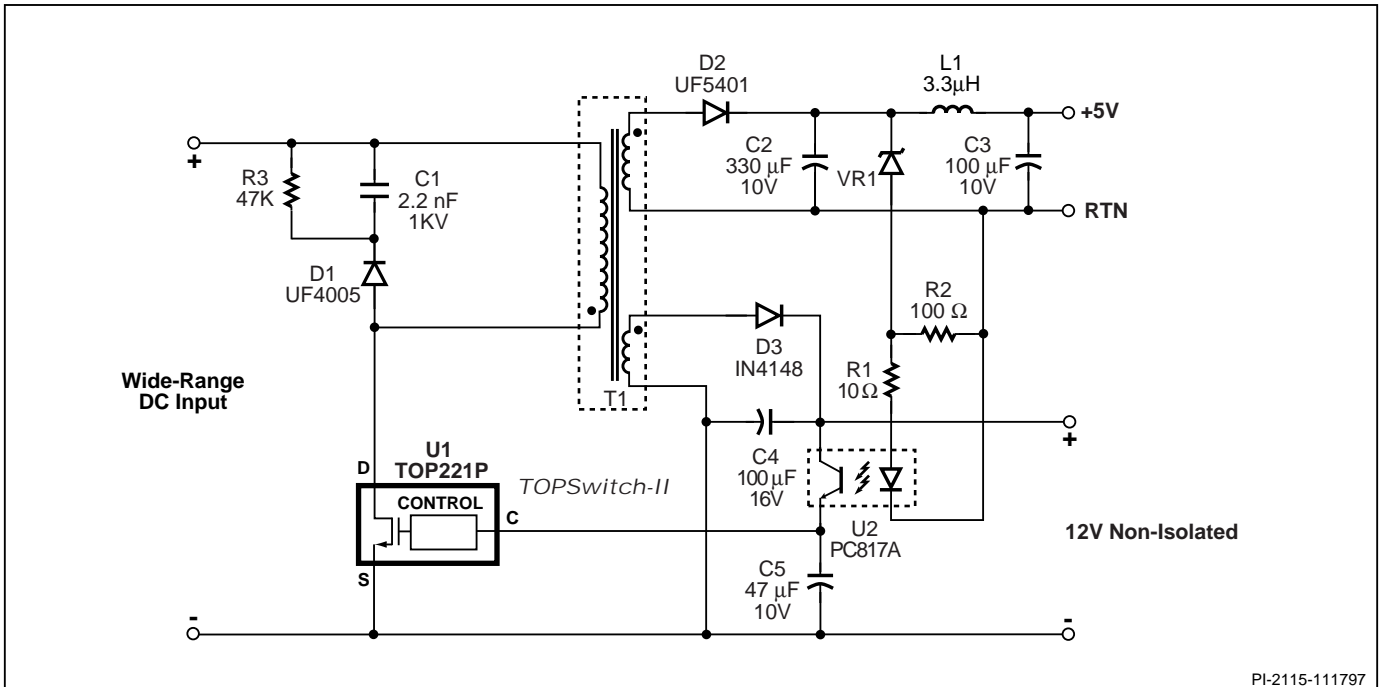 D2
UF5401
L1
3.3µH
+5V
+
R3
47K
C1
2.2 nF
1KV
C2
330 µF
10V
VR1
C3
100 µF
10V
RTN
D1
UF4005
R2
100 Ω
D3
IN4148
R1
10Ω
Wide-Range
DC Input
T1
+
U1
TOP221P
D
TOPSwitch-II
C4
100 µF
16V
CONTROL
C
U2
PC817A
12V Non-Isolated
S
C5
47 µF
10V
-
-
PI-2115-111797